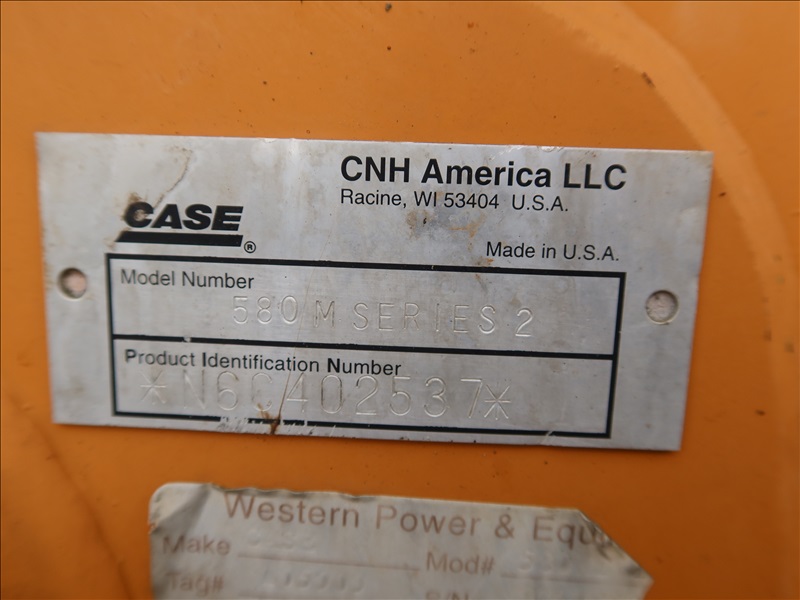 CNH America LLC
Racine, WI 53404 U.S.A.
CASE®
Made in U.S.A.
Model Number
580/M SERIES 2
Product Identification Number
*N6C402537*
Western Power &
Make
Mod#
Tag#